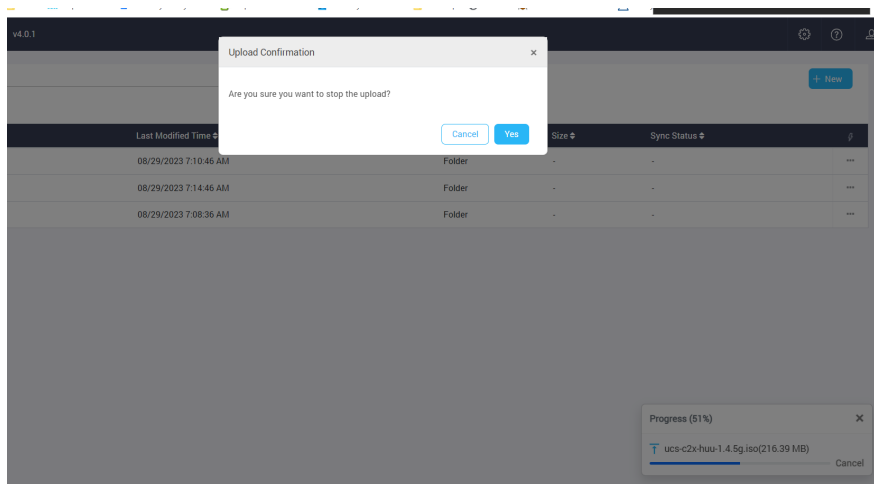 v4.0.1
Upload Confirmation ×
Are you sure you want to stop the upload?
Cancel Yes
+ New
Last Modified Time Size Sync Status
08/29/2023 7:10:46 AM Folder - - ...
08/29/2023 7:14:46 AM Folder - - ...
08/29/2023 7:08:36 AM Folder - - ...
Progress (51%) ×
ucs-c2x-huu-1.4.5g.iso(216.39 MB)
Cancel